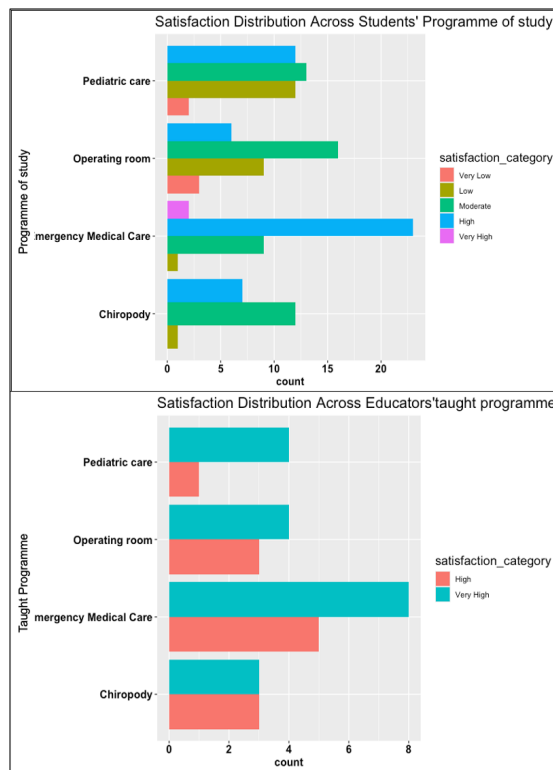 Satisfaction Distribution Across Students' Programme of study
Programme of study
Pediatric care
Operating room
mergency Medical Care
Chiropody
0 5 10 15 20
count
satisfaction_category
Very Low
Low
Moderate
High
Very High
Satisfaction Distribution Across Educators'taught programme
Taught Programme
Pediatric care
Operating room
mergency Medical Care
Chiropody
0 2 4 6 8
count
satisfaction_category
High
Very High